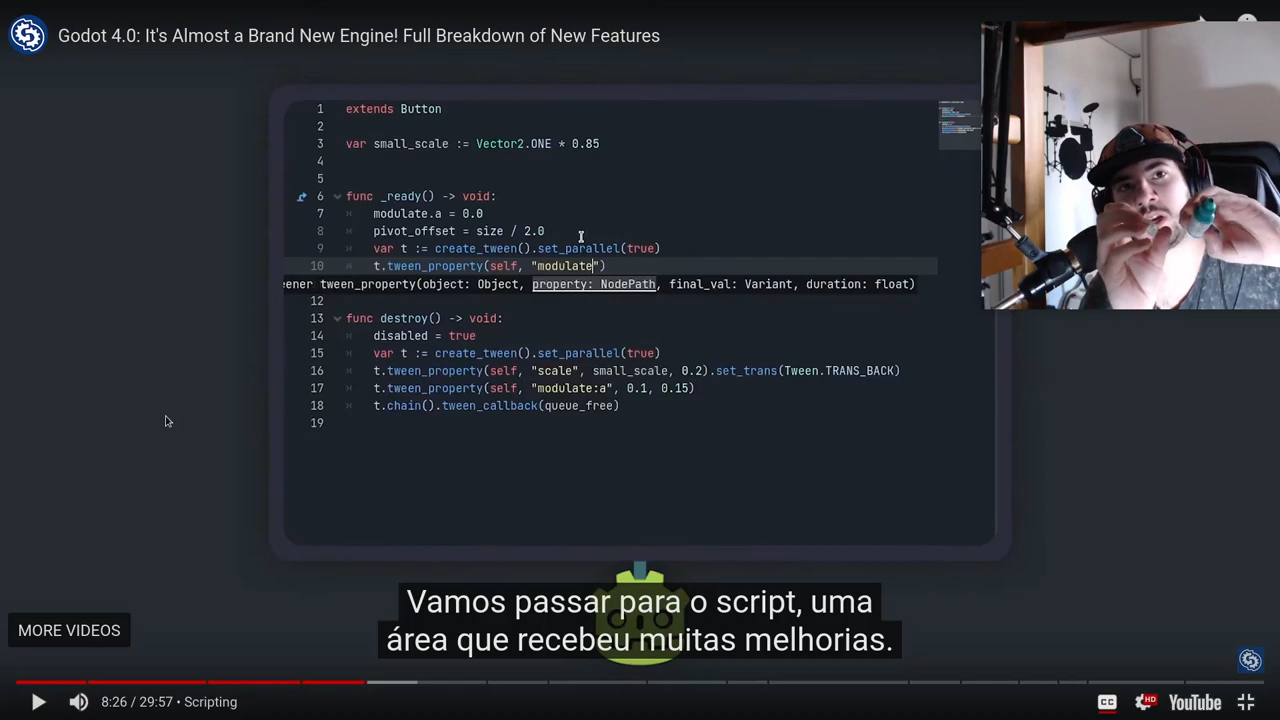 Godot 4.0: It's Almost a Brand New Engine! Full Breakdown of New Features
1 extends Button
2
3 var small_scale := Vector2.ONE * 0.85
4
5
6 func _ready() -> void:
7 modulate.a = 0.0
8 pivot_offset = size / 2.0
9 var t := create_tween().set_parallel(true)
10 t.tween_property(self, "modulate")
ener tween_property(object: Object, property: NodePath, final_val: Variant, duration: float)
12
13 func destroy() -> void:
14 disabled = true
15 var t := create_tween().set_parallel(true)
16 t.tween_property(self, "scale", small_scale, 0.2).set_trans(Tween.TRANS_BACK)
17 t.tween_property(self, "modulate:a", 0.1, 0.15)
18 t.chain().tween_callback(queue_free)
19
Vamos passar para o script, uma
área que recebeu muitas melhorias.
MORE VIDEOS
8:26 / 29:57 • Scripting
CC
HD
YouTube